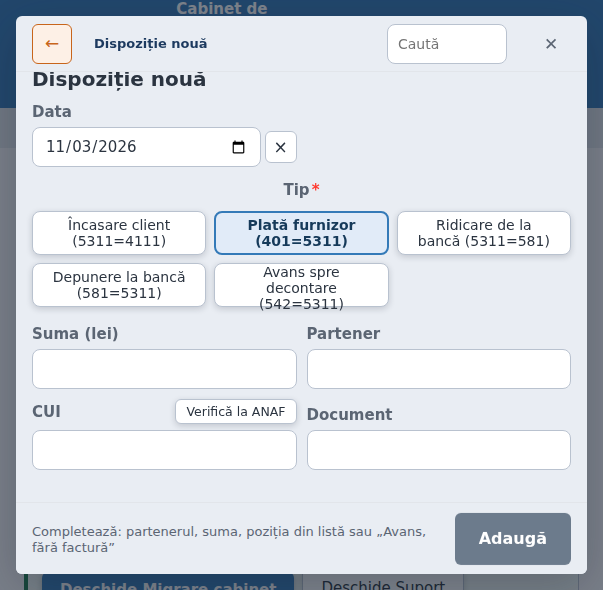 Cabinet de
←
Dispoziție nouă
Caută
✕
Dispoziție nouă
Data
11/03/2026
✕
Tip*
Încasare client
(5311=4111)
Plată furnizor
(401=5311)
Ridicare de la
bancă (5311=581)
Depunere la bancă
(581=5311)
Avans spre
decontare
(542=5311)
Suma (lei)
Partener
CUI
Verifică la ANAF
Document
Completează: partenerul, suma, poziția din listă sau „Avans,
fără factură”
Adaugă
Deschide Migrare cabinet
Deschide Suport